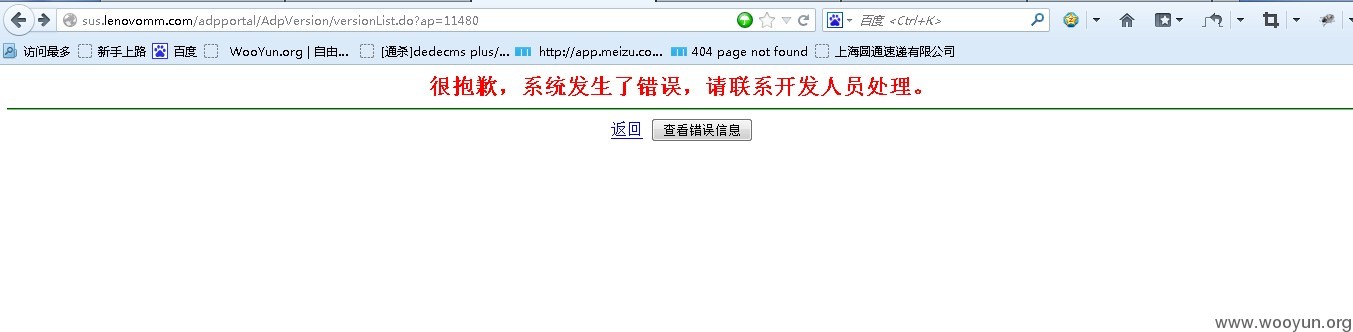 sus.lenovomm.com/adpportal/AdpVersion/versionList.do?ap=11480 百度 <Ctrl+K>
访问最多 新手上路 百度 WooYun.org | 自由... [通杀]dedecms plus/... http://app.meizu.co... 404 page not found 上海圆通速递有限公司
很抱歉，系统发生了错误，请联系开发人员处理。
返回 查看错误信息
www.wooyun.org